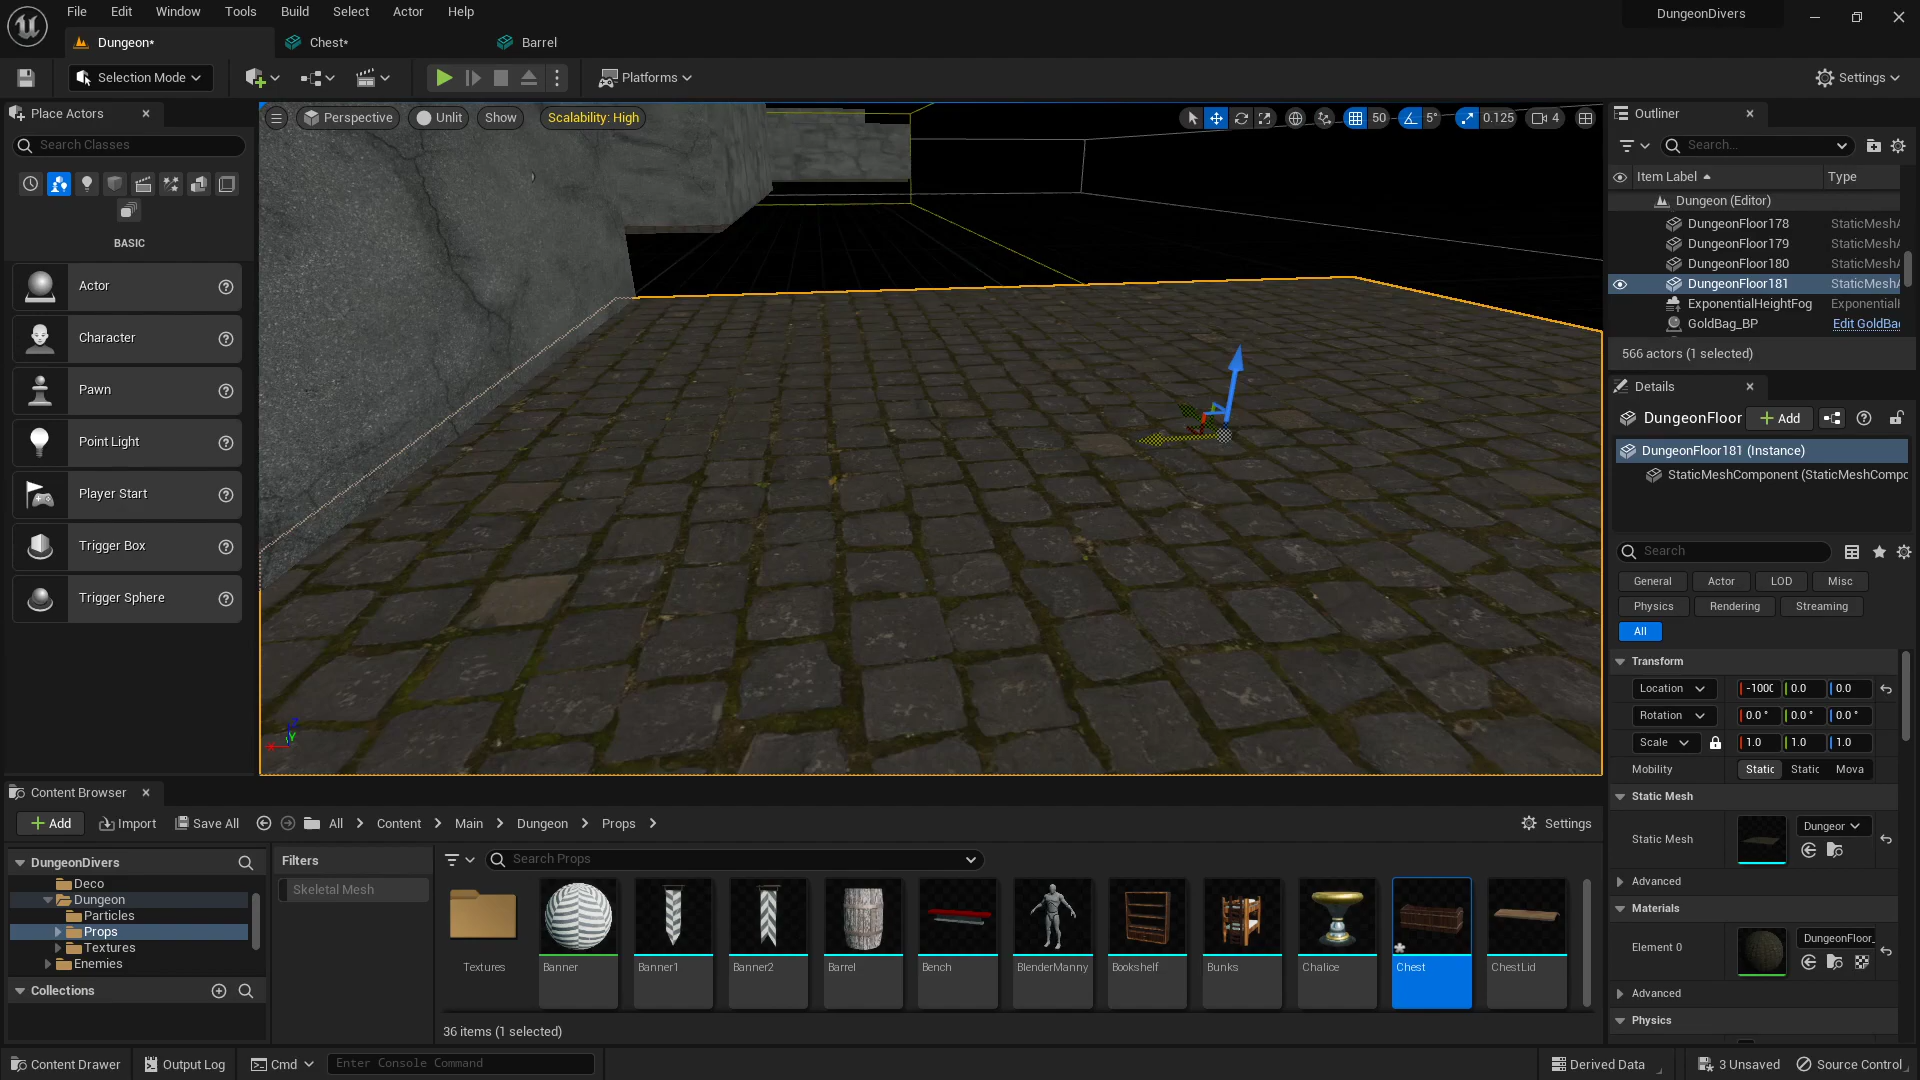 File Edit Window Tools Build Select Actor Help
DungeonDivers
Dungeon* Chest* Barrel
Selection Mode Platforms Settings
Place Actors
Search Classes
BASIC
Actor
Character
Pawn
Point Light
Player Start
Trigger Box
Trigger Sphere
Perspective Unlit Show Scalability: High 50 5° 0.125 4
Outliner
Search...
Item Label Type
Dungeon (Editor)
DungeonFloor178 StaticMeshA
DungeonFloor179 StaticMeshA
DungeonFloor180 StaticMeshA
DungeonFloor181 StaticMeshA
ExponentialHeightFog Exponential
GoldBag_BP Edit GoldBa
566 actors (1 selected)
Details
DungeonFloor Add
DungeonFloor181 (Instance)
StaticMeshComponent (StaticMeshCompo
Search
General Actor LOD Misc
Physics Rendering Streaming
All
Transform
Location -1000 0.0 0.0
Rotation 0.0 ° 0.0 ° 0.0 °
Scale 1.0 1.0 1.0
Mobility Static Static Mova
Static Mesh
Static Mesh Dungeor
Advanced
Materials
Element 0 DungeonFloor_
Advanced
Physics
Content Browser
Add Import Save All All Content Main Dungeon Props Settings
DungeonDivers
Deco
Dungeon
Particles
Props
Textures
Enemies
Collections
Filters
Skeletal Mesh
Search Props
Textures Banner Banner1 Banner2 Barrel Bench BlenderManny Bookshelf Bunks Chalice Chest ChestLid
36 items (1 selected)
Content Drawer Output Log Cmd Enter Console Command Derived Data 3 Unsaved Source Control